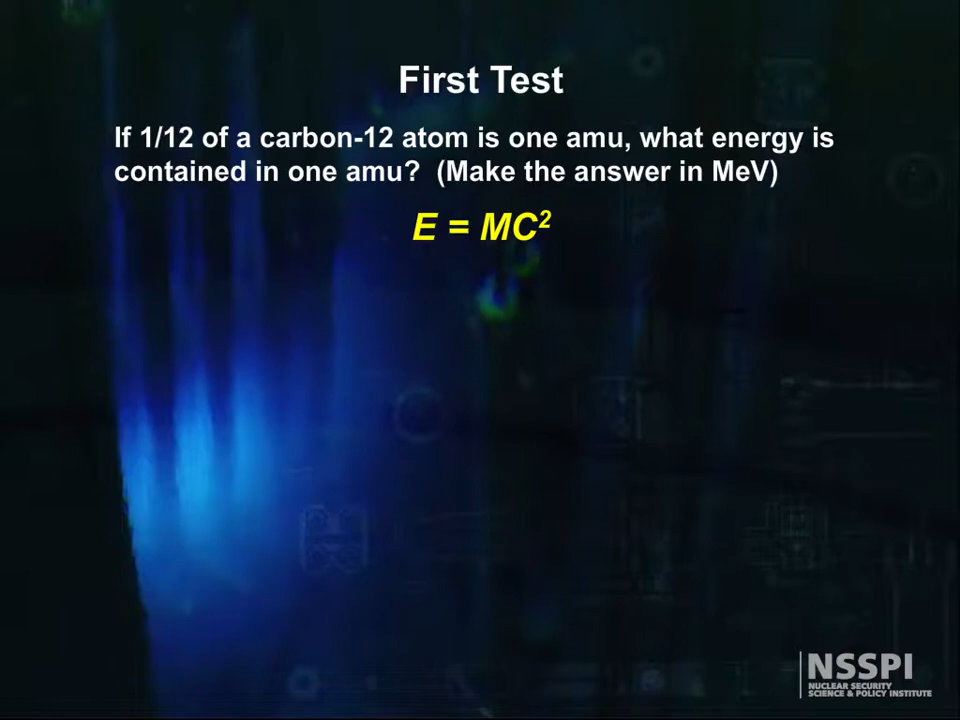 First Test
If 1/12 of a carbon-12 atom is one amu, what energy is
contained in one amu?  (Make the answer in MeV)
E = MC²
NSSPI
NUCLEAR SECURITY
SCIENCE & POLICY INSTITUTE